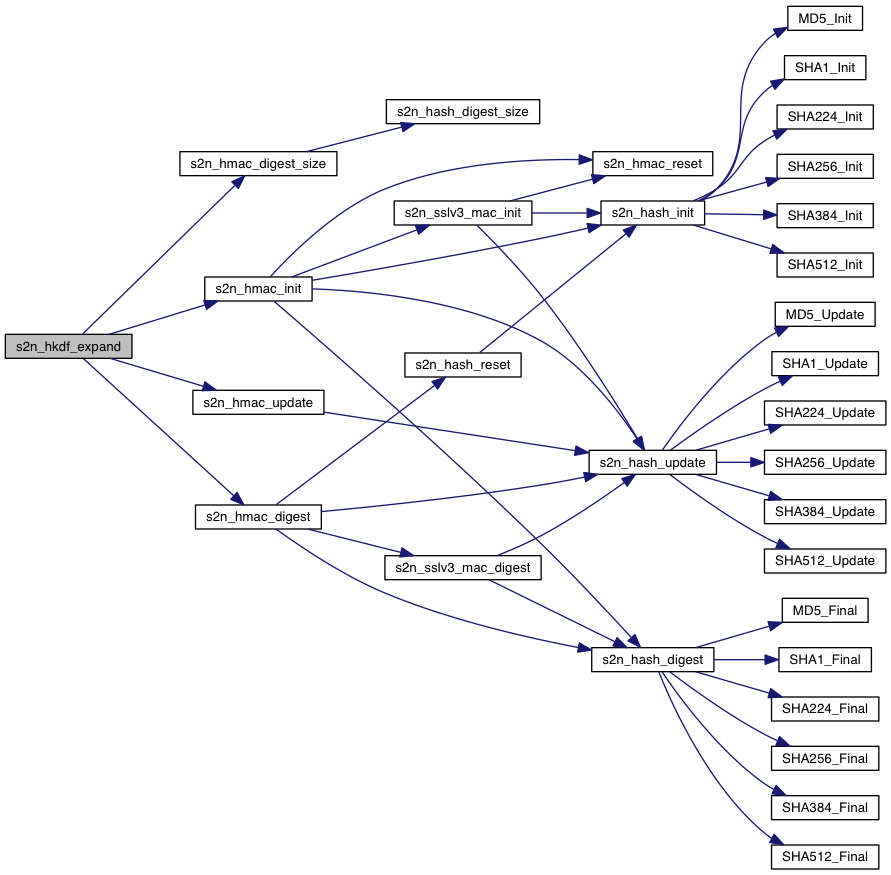 MD5_Init
SHA1_Init
s2n_hash_digest_size
SHA224_Init
s2n_hmac_digest_size
s2n_hmac_reset
SHA256_Init
s2n_sslv3_mac_init
s2n_hash_init
SHA384_Init
SHA512_Init
s2n_hmac_init
MD5_Update
s2n_hkdf_expand
s2n_hash_reset
SHA1_Update
s2n_hmac_update
SHA224_Update
s2n_hash_update
SHA256_Update
s2n_hmac_digest
SHA384_Update
s2n_sslv3_mac_digest
SHA512_Update
MD5_Final
s2n_hash_digest
SHA1_Final
SHA224_Final
SHA256_Final
SHA384_Final
SHA512_Final